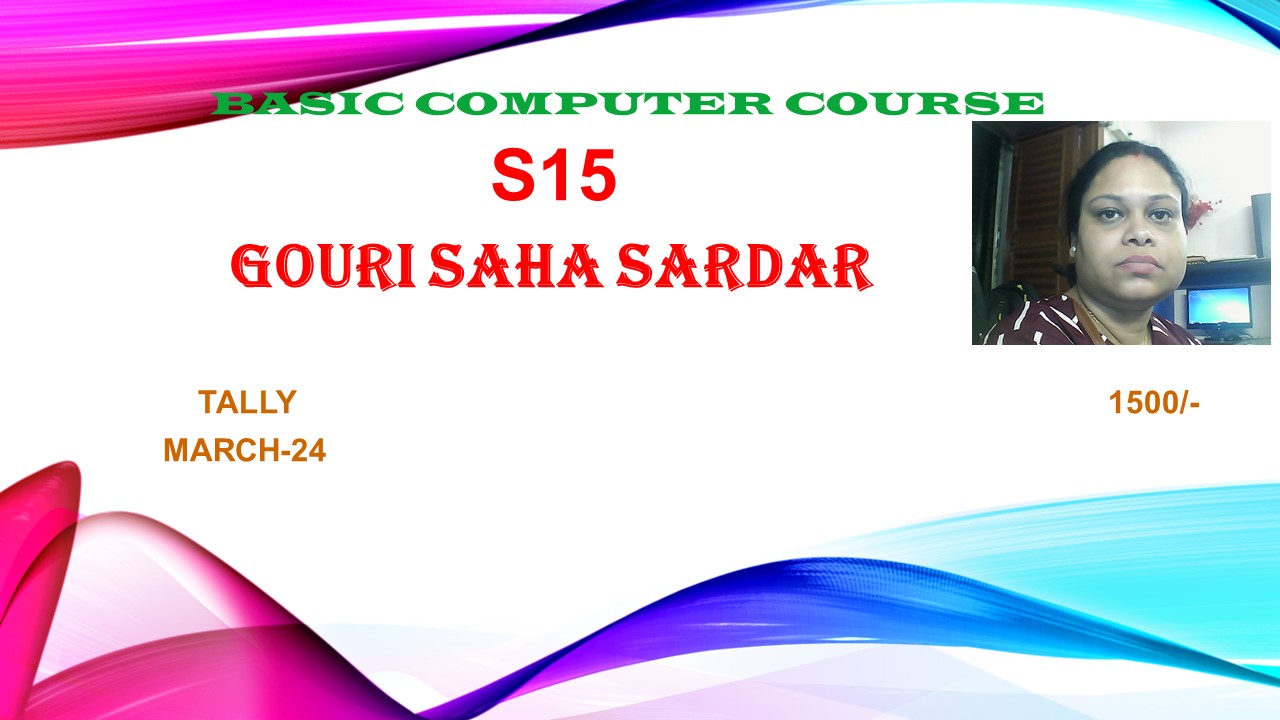 BASIC COMPUTER COURSE
S15
GOURI SAHA SARDAR
TALLY 1500/-
MARCH-24